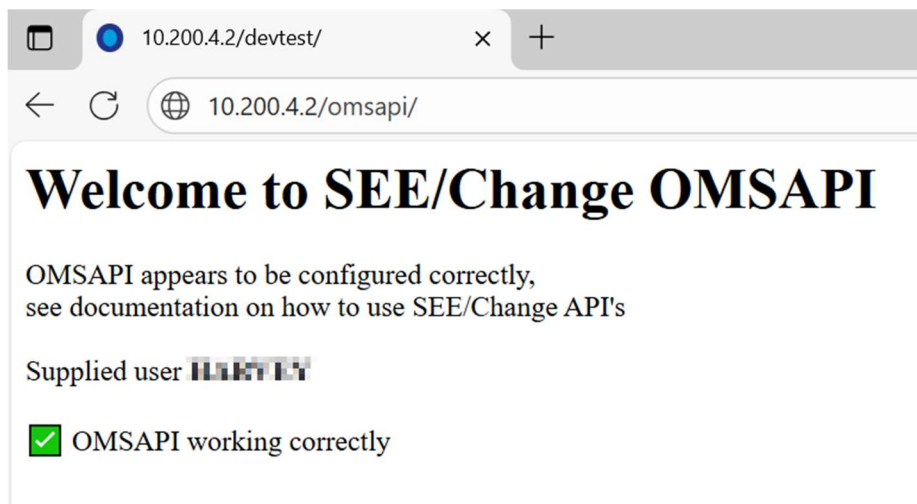 10.200.4.2/devtest/
10.200.4.2/omsapi/
Welcome to SEE/Change OMSAPI
OMSAPI appears to be configured correctly,
see documentation on how to use SEE/Change API's
Supplied user
OMSAPI working correctly